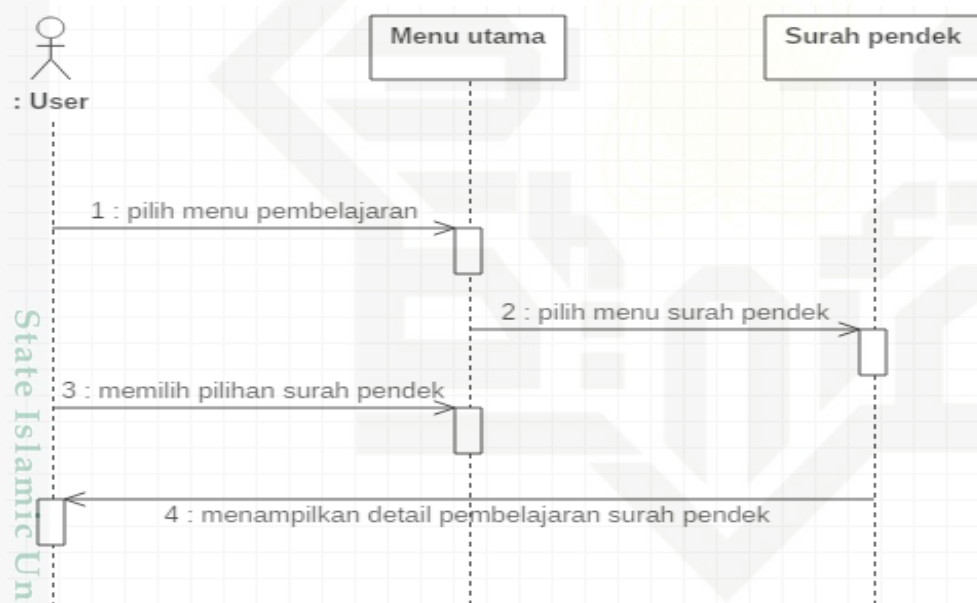 Menu utama
Surah pendek
: User
1 : pilih menu pembelajaran
2 : pilih menu surah pendek
3 : memilih pilihan surah pendek
4 : menampilkan detail pembelajaran surah pendek
State Islamic Un